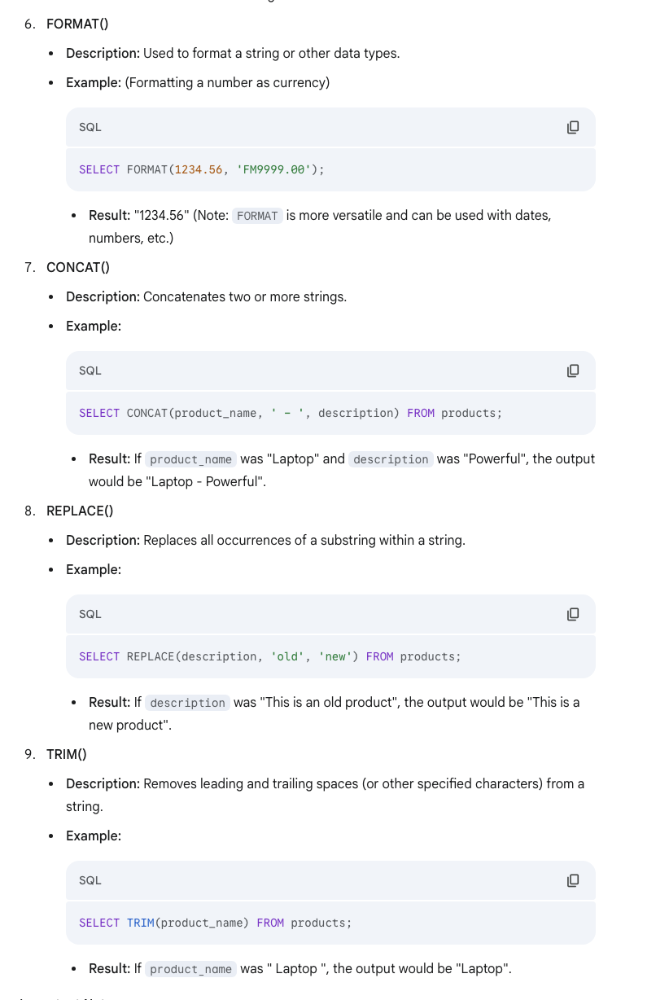 6. FORMAT()
• Description: Used to format a string or other data types.
• Example: (Formatting a number as currency)
SQL
SELECT FORMAT(1234.56, 'FM9999.00');
• Result: "1234.56" (Note: FORMAT is more versatile and can be used with dates,
numbers, etc.)
7. CONCAT()
• Description: Concatenates two or more strings.
• Example:
SQL
SELECT CONCAT(product_name, ' - ', description) FROM products;
• Result: If product_name was "Laptop" and description was "Powerful", the output
would be "Laptop - Powerful".
8. REPLACE()
• Description: Replaces all occurrences of a substring within a string.
• Example:
SQL
SELECT REPLACE(description, 'old', 'new') FROM products;
• Result: If description was "This is an old product", the output would be "This is a
new product".
9. TRIM()
• Description: Removes leading and trailing spaces (or other specified characters) from a
string.
• Example:
SQL
SELECT TRIM(product_name) FROM products;
• Result: If product_name was " Laptop ", the output would be "Laptop".